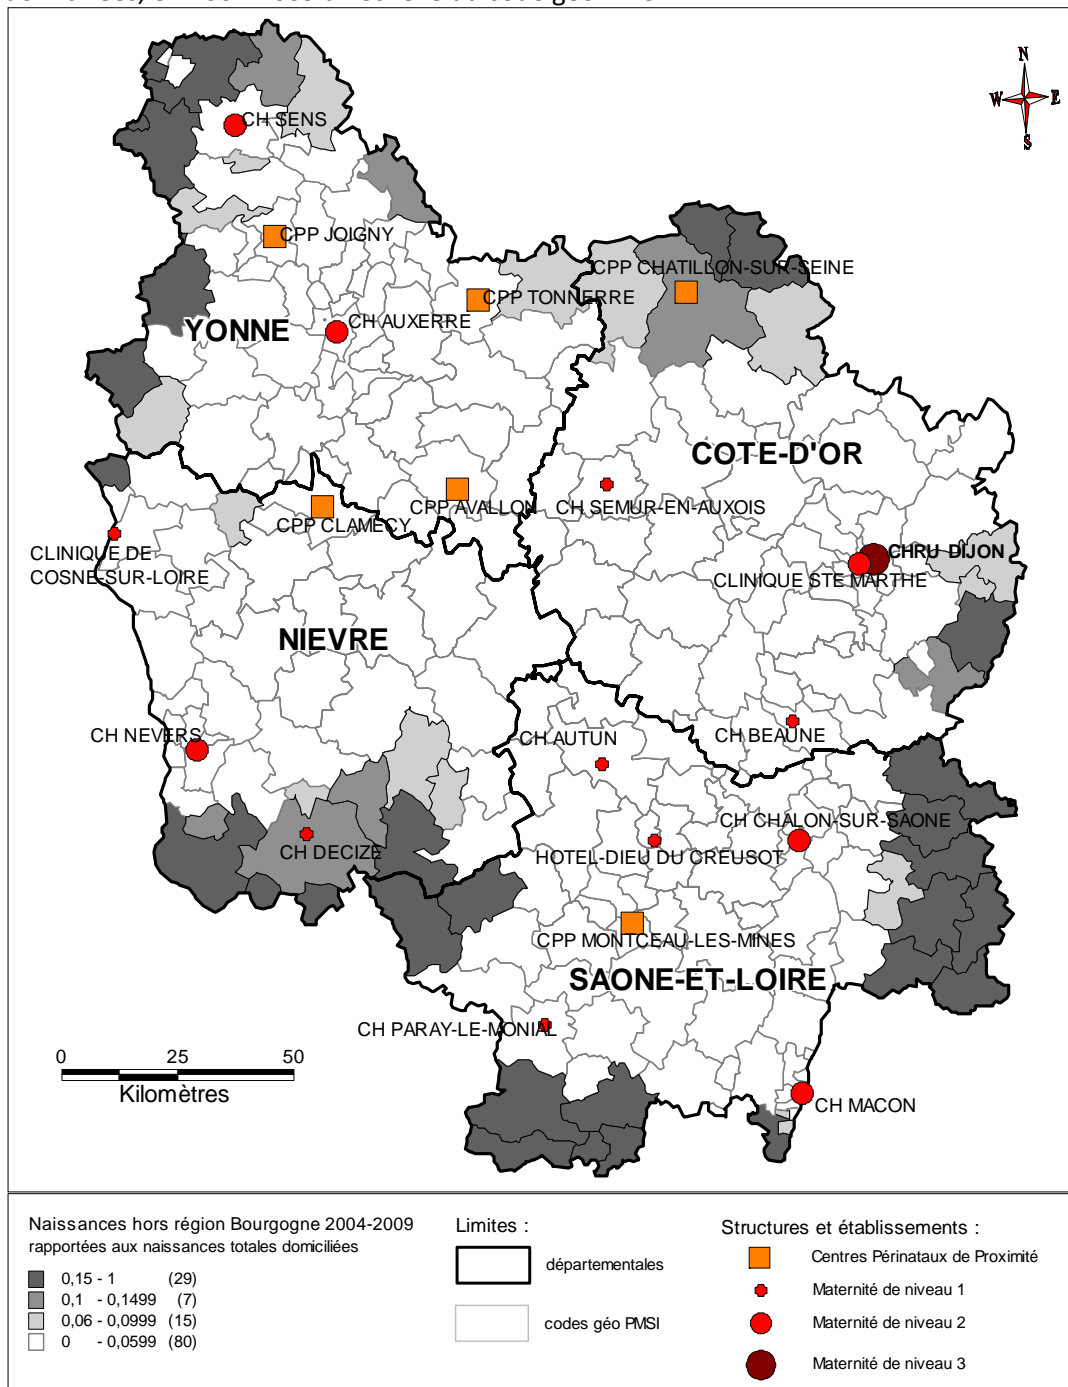 N
W E
S
CH SENS
CPP JOIGNY
CPP CHATILLON-SUR-SEINE
CPP TONNERRE
CH AUXERRE
YONNE
COTE-D'OR
CPP AVALLON
CH SEMUR-EN-AUXOIS
CPP CLAMECY
CLINIQUE DE
COSNE-SUR-LOIRE
CHRU DIJON
CLINIQUE STE MARTHE
NIEVRE
CH NEVERS
CH AUTUN
CH BEAUNE
CH CHALON-SUR-SAONE
CH DECIZE
HOTEL-DIEU DU CREUSOT
CPP MONTCEAU-LES-MINES
SAONE-ET-LOIRE
CH PARAY-LE-MONIAL
0 25 50
Kilomètres
CH MACON
Naissances hors région Bourgogne 2004-2009
rapportées aux naissances totales domiciliées
0,15 - 1 (29)
0,1 - 0,1499 (7)
0,06 - 0,0999 (15)
0 - 0,0599 (80)
Limites :
départementales
codes géo PMSI
Structures et établissements :
Centres Périnataux de Proximité
Maternité de niveau 1
Maternité de niveau 2
Maternité de niveau 3